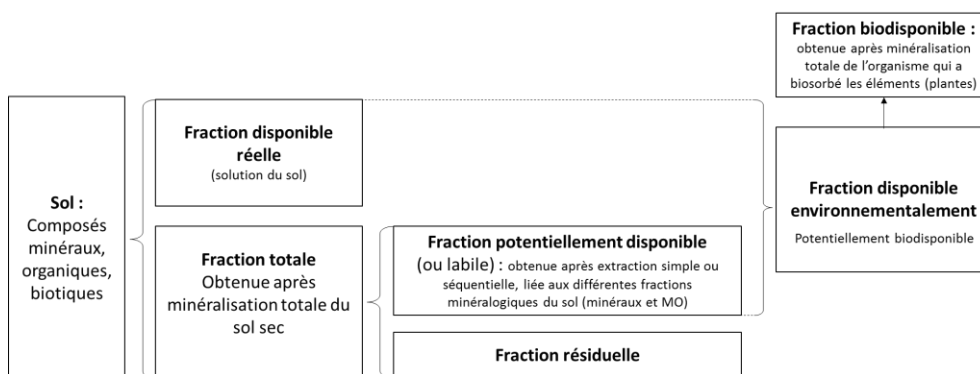 Fraction biodisponible :
obtenue après minéralisation
totale de l'organisme qui a
biosorbé les éléments (plantes)
Fraction disponible
réelle
(solution du sol)
Sol :
Composés
minéraux,
organiques,
biotiques
Fraction disponible
environnementalement
Potentiellement biodisponible
Fraction totale
Obtenue après
minéralisation totale du
sol sec
Fraction potentiellement disponible
(ou labile) : obtenue après extraction simple ou
séquentielle, liée aux différentes fractions
minéralogiques du sol (minéraux et MO)
Fraction résiduelle